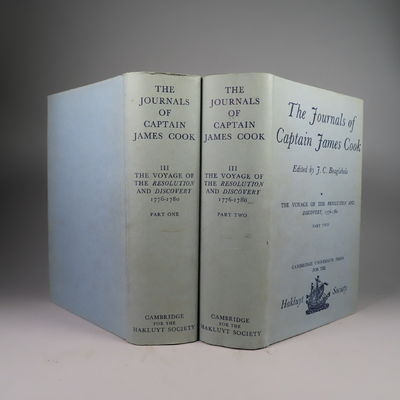 THE
JOURNALS
OF
CAPTAIN
JAMES COOK
III
THE VOYAGE OF
THE RESOLUTION
AND DISCOVERY
1776-1780
PART ONE
CAMBRIDGE
FOR THE
HAKLUYT SOCIETY
THE
JOURNALS
OF
CAPTAIN
JAMES COOK
III
THE VOYAGE OF
THE RESOLUTION
AND DISCOVERY
1776-1780
PART TWO
CAMBRIDGE
FOR THE
HAKLUYT SOCIETY
The Journals of
Captain James Cook
Edited by J. C. Beaglehole
THE VOYAGE OF THE RESOLUTION AND
DISCOVERY, 1776-1780
PART TWO
CAMBRIDGE UNIVERSITY PRESS
FOR THE
Hakluyt Society